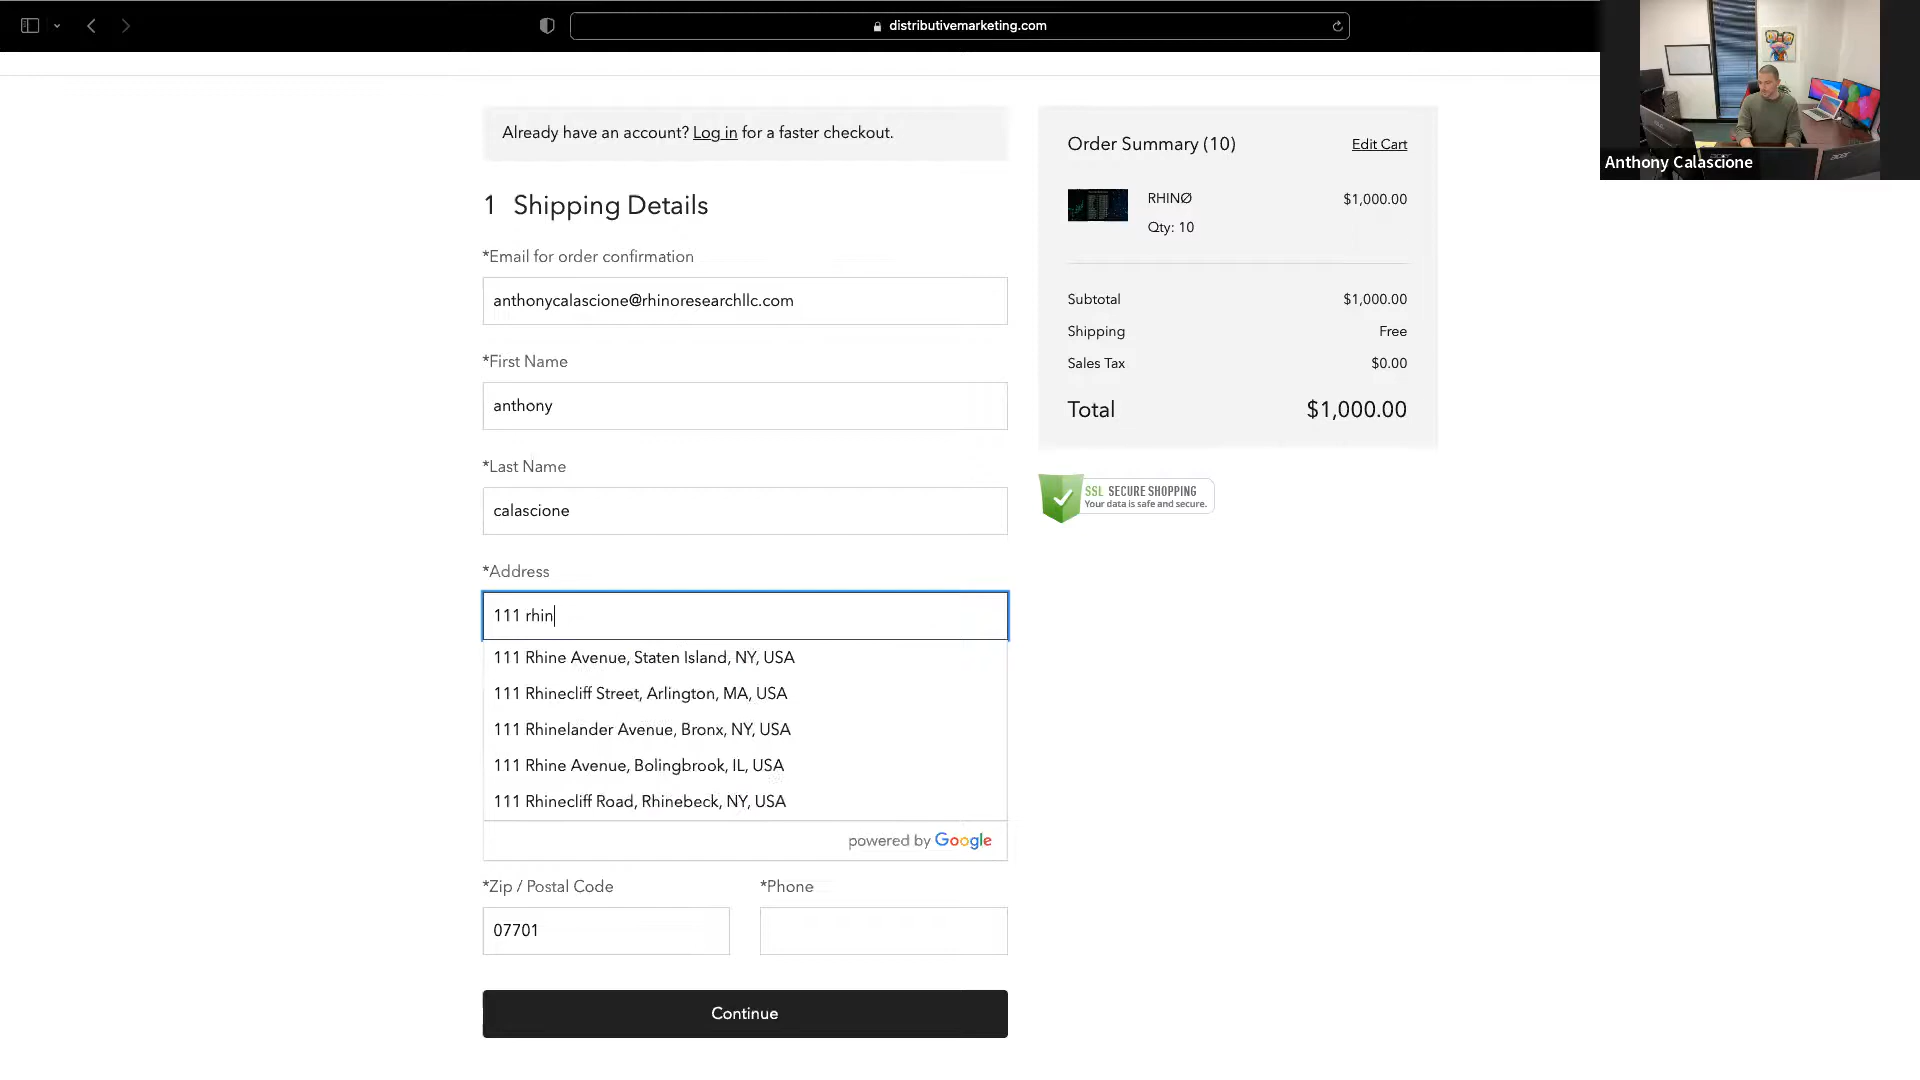 distributivemarketing.com
Anthony Calascione
Already have an account? Log in for a faster checkout.
1 Shipping Details
*Email for order confirmation
anthonycalascione@rhinoresearchllc.com
*First Name
anthony
*Last Name
calascione
*Address
111 rhin
111 Rhine Avenue, Staten Island, NY, USA
111 Rhinecliff Street, Arlington, MA, USA
111 Rhinelander Avenue, Bronx, NY, USA
111 Rhine Avenue, Bolingbrook, IL, USA
111 Rhinecliff Road, Rhinebeck, NY, USA
powered by Google
*Zip / Postal Code *Phone
07701
Continue
Order Summary (10) Edit Cart
RHINØ $1,000.00
Qty: 10
Subtotal $1,000.00
Shipping Free
Sales Tax $0.00
Total $1,000.00
SSL SECURE SHOPPING
Your data is safe and secure.